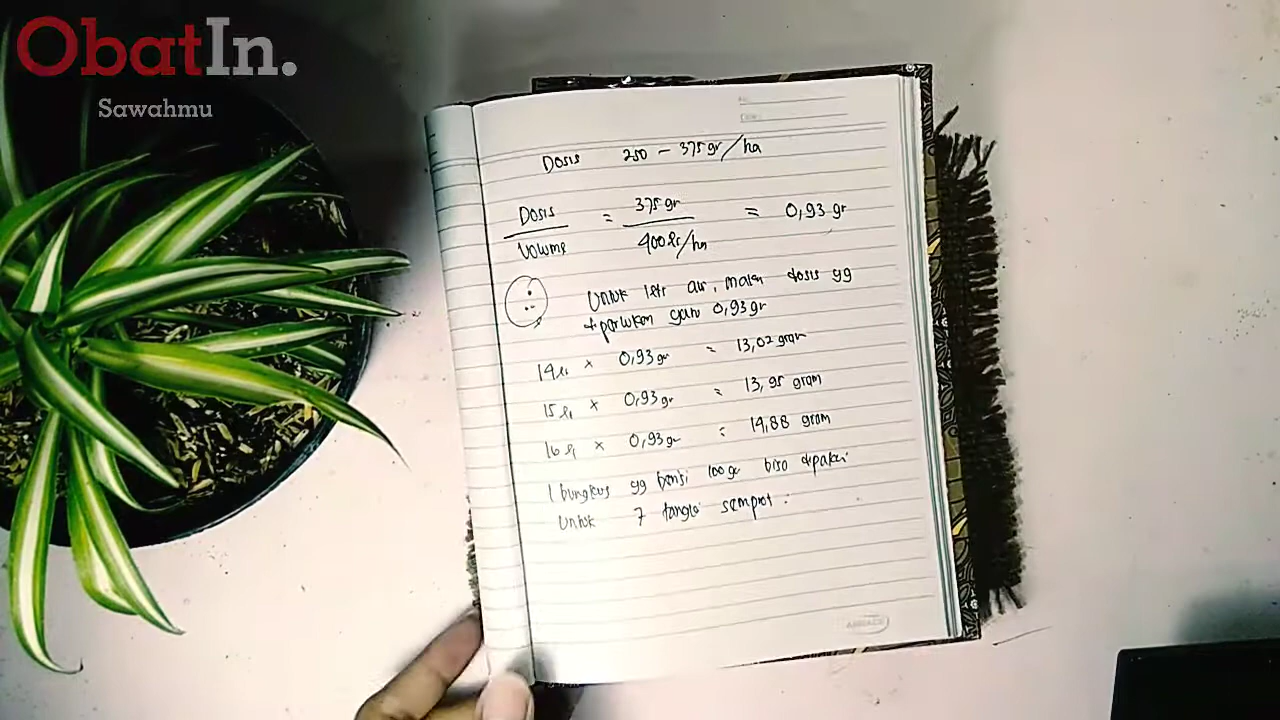 ObatIn.
Sawahmu
Dosis 250 - 375 gr/ha
Dosis = 375 gr = 0,93 gr
Volume 400 lt/ha
Untuk 1 ltr air, maka dosis yg
diperlukan yaitu 0,93 gr
14 lt × 0,93 gr = 13,02 gram
15 lt × 0,93 gr = 13,95 gram
16 lt × 0,93 gr = 14,88 gram
1 bungkus yg berisi 100 gr bisa dipakai
Untuk 7 tangki semprot.